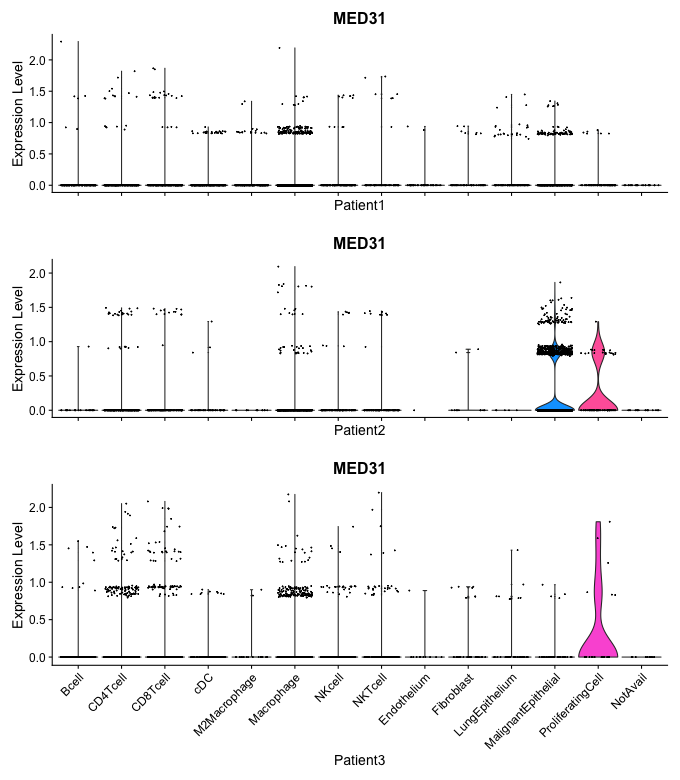 MED31
Expression Level
2.0
1.5
1.0
0.5
0.0
Patient1
MED31
Expression Level
2.0
1.5
1.0
0.5
0.0
Patient2
MED31
Expression Level
2.0
1.5
1.0
0.5
0.0
Bcell
CD4Tcell
CD8Tcell
cDC
M2Macrophage
Macrophage
NKcell
NKTcell
Endothelium
Fibroblast
LungEpithelium
MalignantEpithelial
ProliferatingCell
NotAvail
Patient3